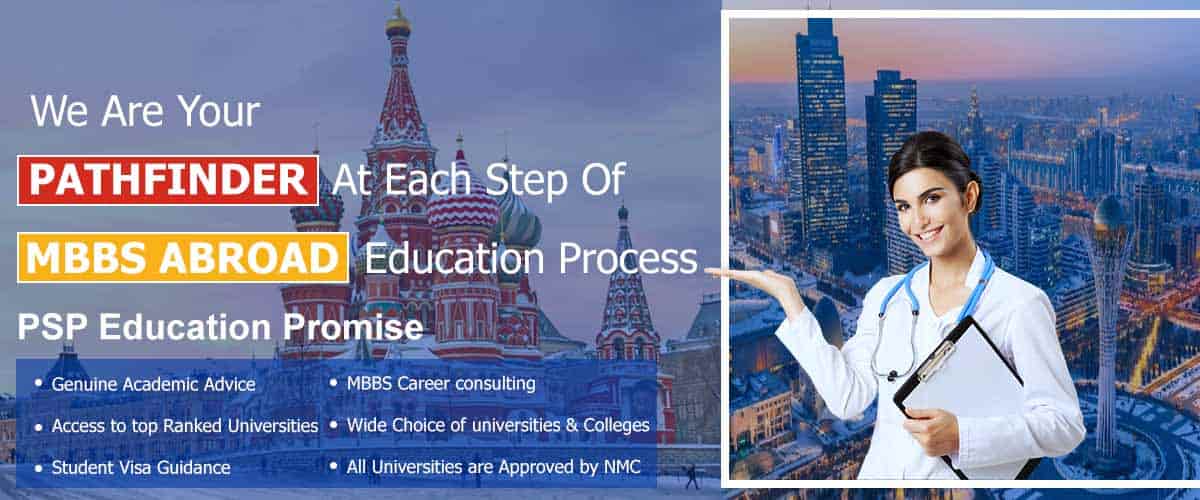 We Are Your
PATHFINDER At Each Step Of
MBBS ABROAD Education Process
PSP Education Promise
• Genuine Academic Advice
• MBBS Career consulting
• Access to top Ranked Universities
• Wide Choice of universities & Colleges
• Student Visa Guidance
• All Universities are Approved by NMC